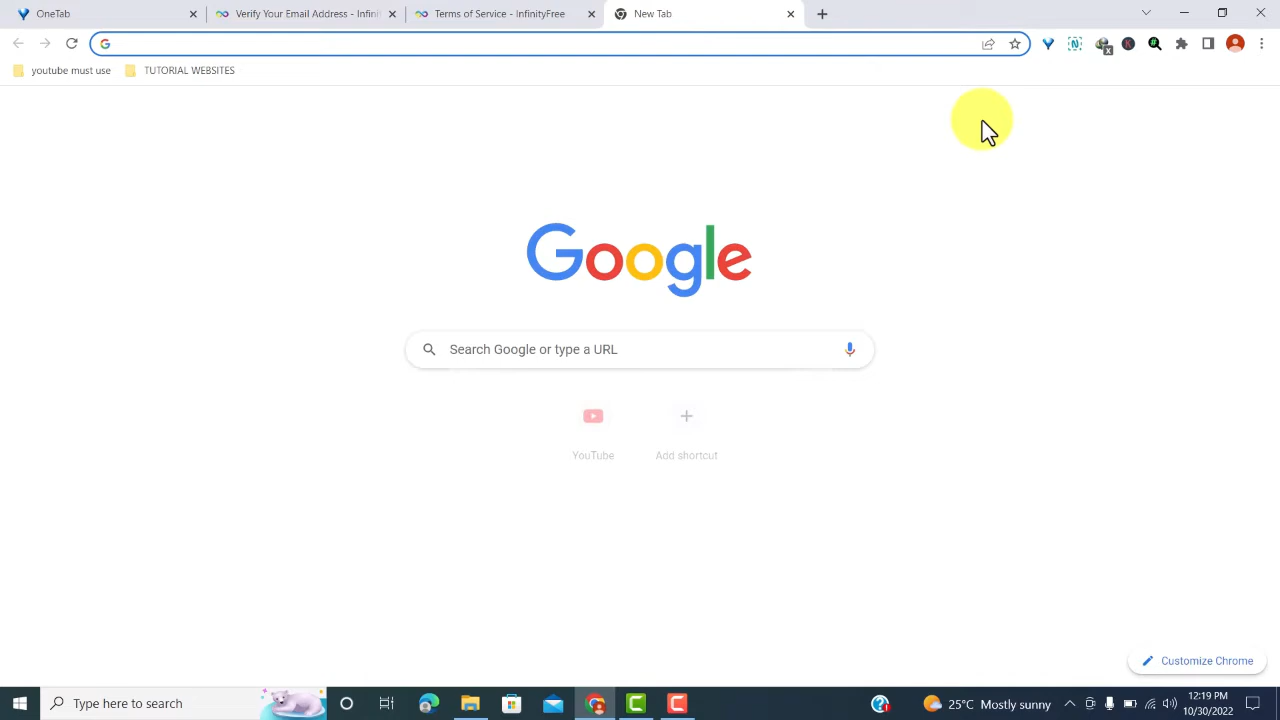 OneTab
Verify Your Email Address - Infinit
Terms of Service - InfinityFree
New Tab
youtube must use
TUTORIAL WEBSITES
Google
Search Google or type a URL
YouTube
Add shortcut
Customize Chrome
Type here to search
25°C Mostly sunny
12:19 PM
10/30/2022